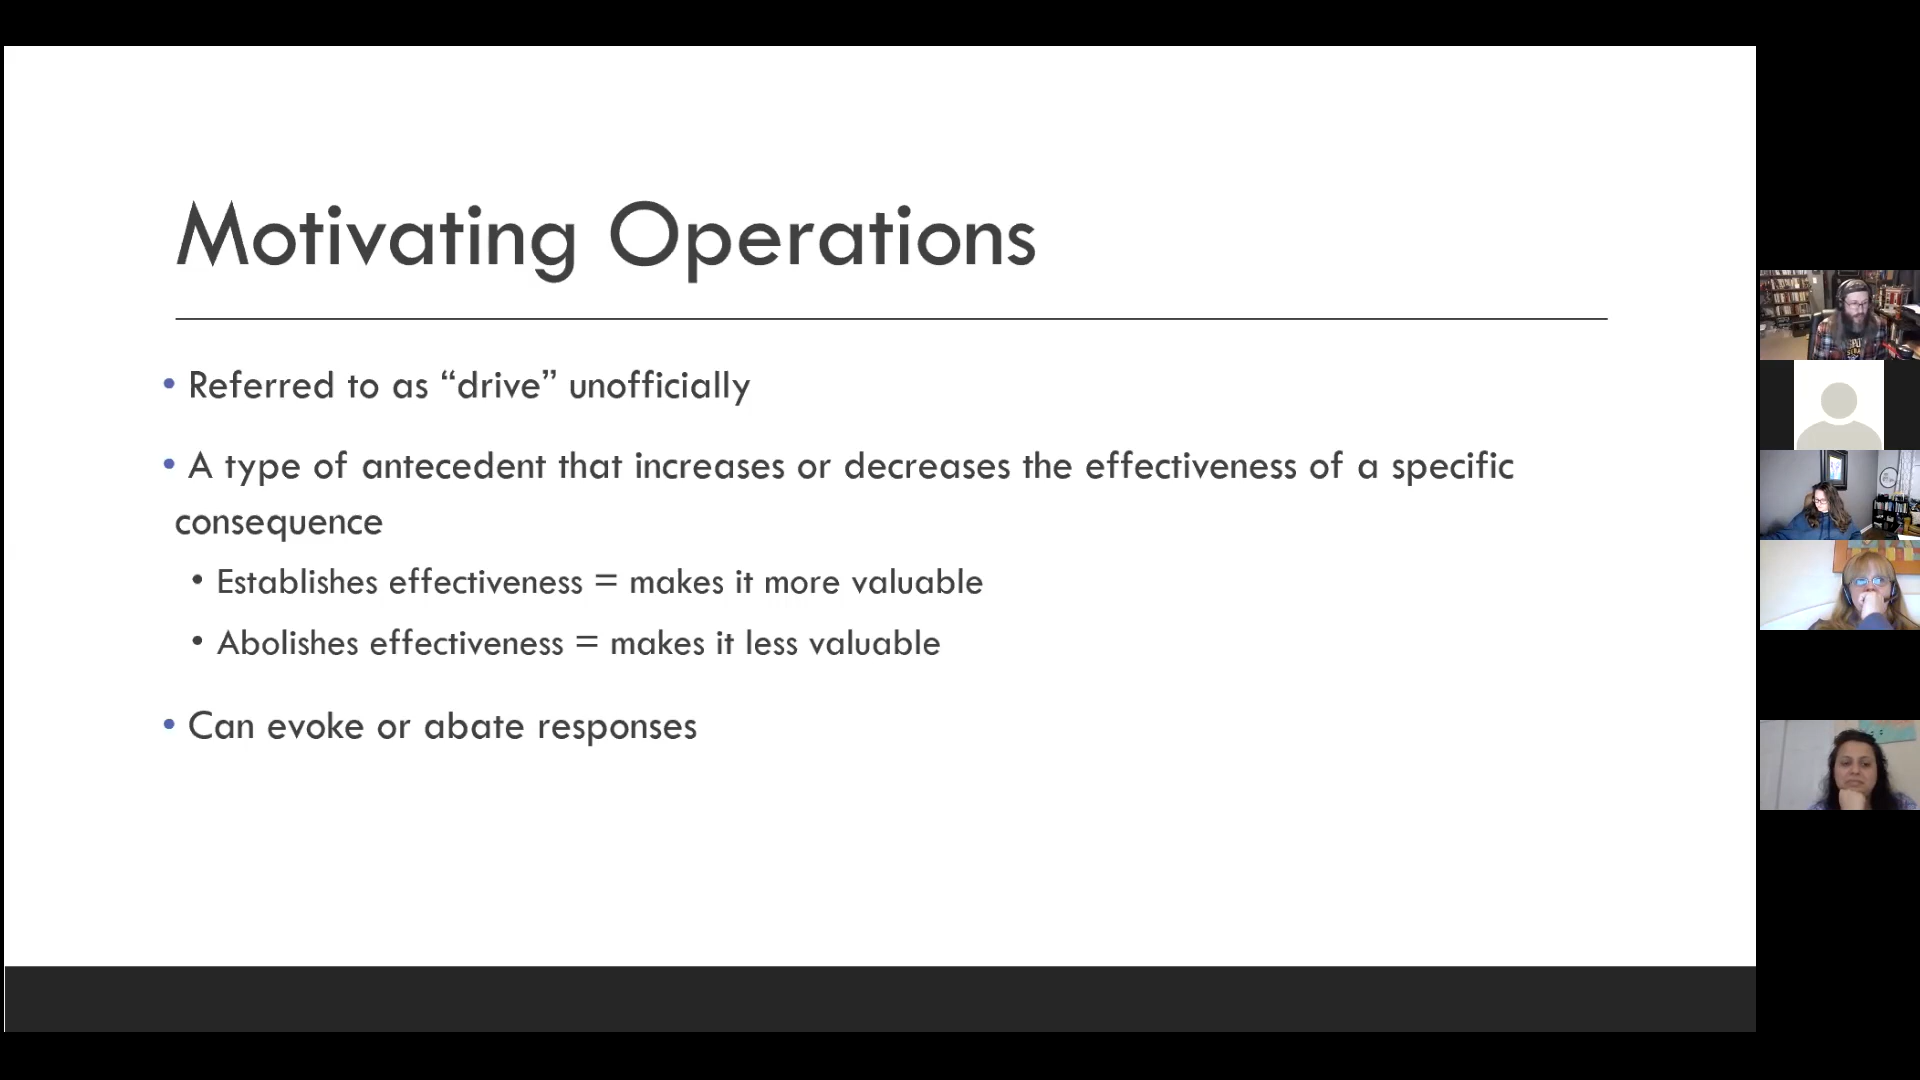 Motivating Operations
• Referred to as “drive” unofficially
• A type of antecedent that increases or decreases the effectiveness of a specific
consequence
• Establishes effectiveness = makes it more valuable
• Abolishes effectiveness = makes it less valuable
• Can evoke or abate responses